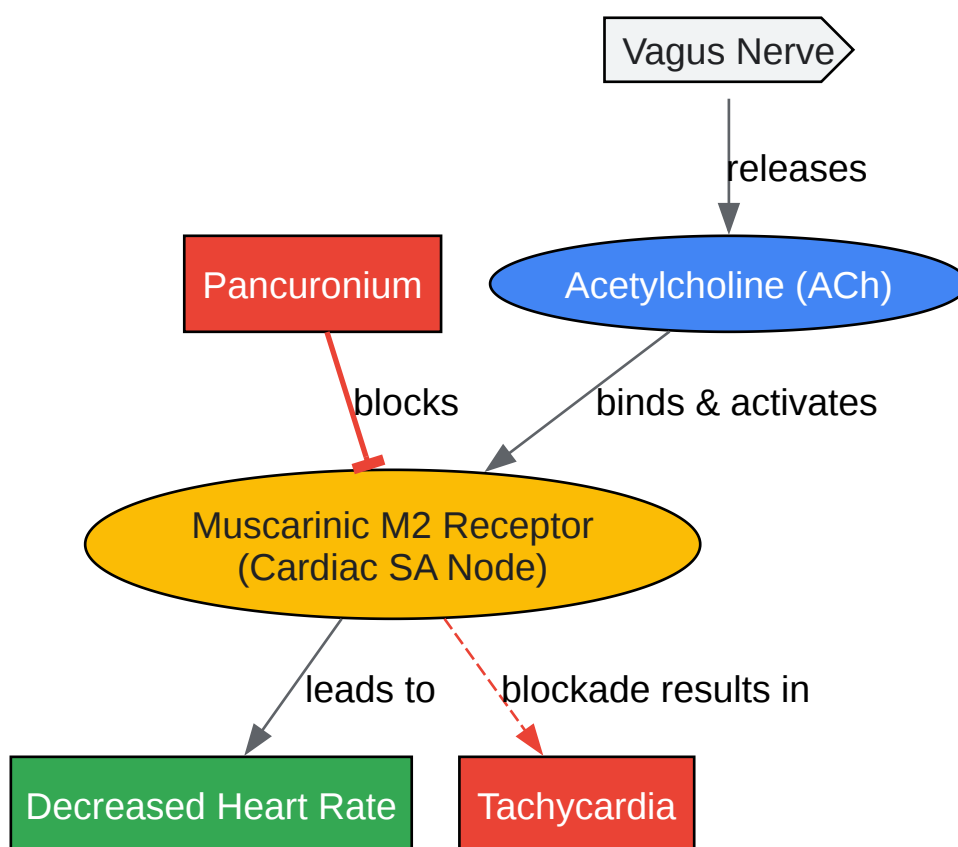 Vagus Nerve
releases
Pancuronium
Acetylcholine (ACh)
blocks
binds & activates
Muscarinic M2 Receptor
(Cardiac SA Node)
leads to
blockade results in
Decreased Heart Rate
Tachycardia